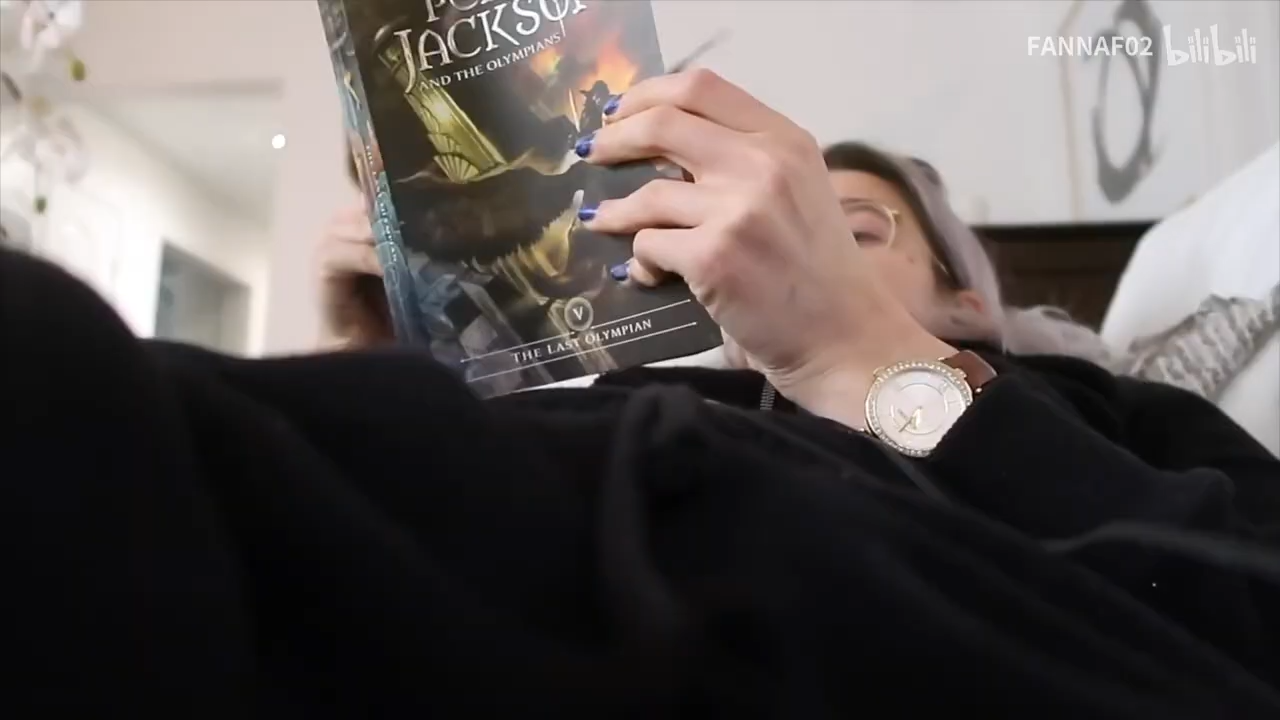 JACKSON
AND THE OLYMPIANS
V
THE LAST OLYMPIAN
FANNAF02 bilibili